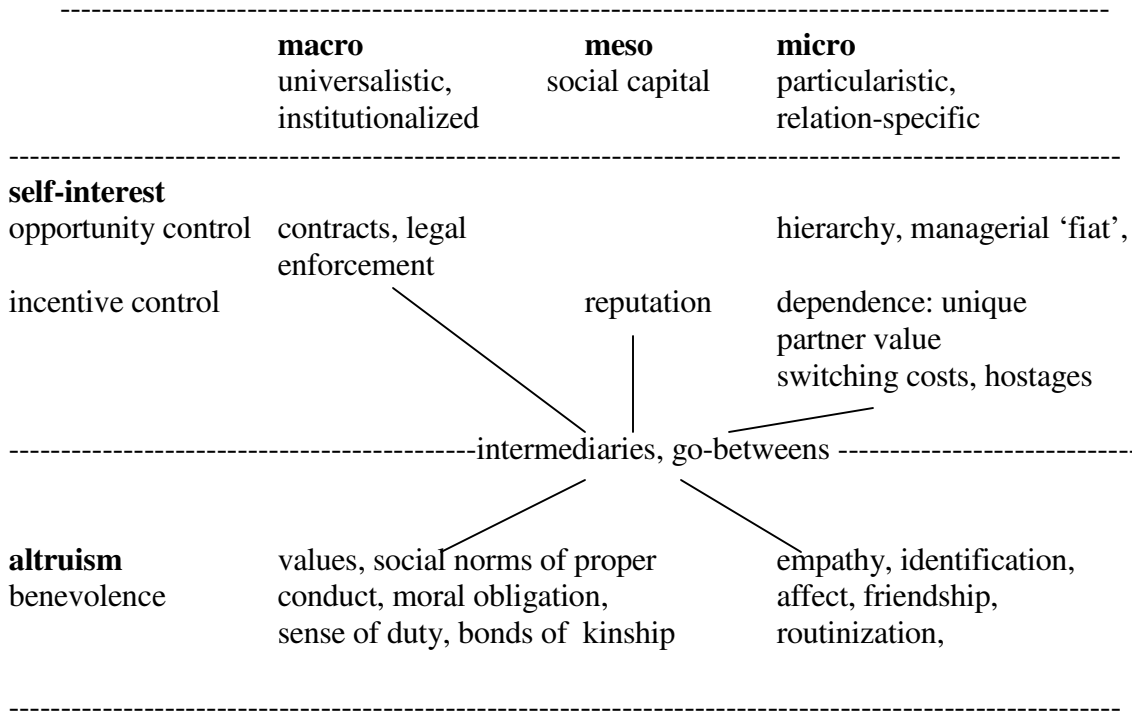 macro meso micro
universalistic, social capital particularistic,
institutionalized relation-specific
self-interest
opportunity control contracts, legal hierarchy, managerial ‘fiat’,
enforcement
incentive control reputation dependence: unique
partner value
switching costs, hostages
intermediaries, go-betweens
altruism values, social norms of proper empathy, identification,
benevolence conduct, moral obligation, affect, friendship,
sense of duty, bonds of kinship routinization,